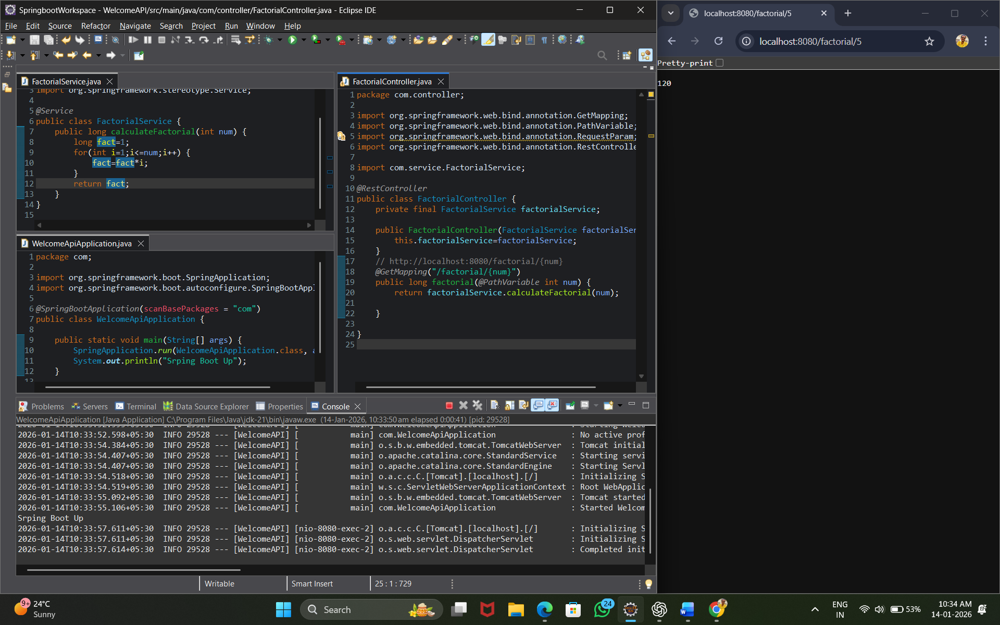 SpringbootWorkspace - WelcomeAPI/src/main/java/com/controller/FactorialController.java - Eclipse IDE
File Edit Source Refactor Navigate Search Project Run Window Help
FactorialService.java
3 import org.springframework.stereotype.Service;
4
5 @Service
6 public class FactorialService {
7 public long calculateFactorial(int num) {
8 long fact=1;
9 for(int i=1;i<=num;i++) {
10 fact=fact*i;
11 }
12 return fact;
13 }
14 }
15
WelcomeApiApplication.java
1 package com;
2
3 import org.springframework.boot.SpringApplication;
4 import org.springframework.boot.autoconfigure.SpringBootAppl
5
6 @SpringBootApplication(scanBasePackages = "com")
7 public class WelcomeApiApplication {
8
9 public static void main(String[] args) {
10 SpringApplication.run(WelcomeApiApplication.class, a
11 System.out.println("Srping Boot Up");
12 }
13
FactorialController.java
1 package com.controller;
2
3 import org.springframework.web.bind.annotation.GetMapping;
4 import org.springframework.web.bind.annotation.PathVariable;
5 import org.springframework.web.bind.annotation.RequestParam;
6 import org.springframework.web.bind.annotation.RestControlle
7
8 import com.service.FactorialService;
9
10 @RestController
11 public class FactorialController {
12 private final FactorialService factorialService;
13
14 public FactorialController(FactorialService factorialSer
15 this.factorialService=factorialService;
16 }
17 // http://localhost:8080/factorial/{num}
18 @GetMapping("/factorial/{num}")
19 public long factorial(@PathVariable int num) {
20 return factorialService.calculateFactorial(num);
21
22 }
23
24 }
25
Problems Servers Terminal Data Source Explorer Properties Console
WelcomeApiApplication [Java Application] C:\Program Files\Java\jdk-21\bin\javaw.exe (14-Jan-2026, 10:33:50 am elapsed 0:00:41) [pid: 29528]
2026-01-14T10:33:52.598+05:30 INFO 29528 --- [WelcomeAPI] [ main] com.WelcomeApiApplication : No active prof
2026-01-14T10:33:54.384+05:30 INFO 29528 --- [WelcomeAPI] [ main] o.s.b.w.embedded.tomcat.TomcatWebServer : Tomcat initial
2026-01-14T10:33:54.407+05:30 INFO 29528 --- [WelcomeAPI] [ main] o.apache.catalina.core.StandardService : Starting servi
2026-01-14T10:33:54.407+05:30 INFO 29528 --- [WelcomeAPI] [ main] o.apache.catalina.core.StandardEngine : Starting Servl
2026-01-14T10:33:54.518+05:30 INFO 29528 --- [WelcomeAPI] [ main] o.a.c.c.C.[Tomcat].[localhost].[/] : Initializing S
2026-01-14T10:33:54.519+05:30 INFO 29528 --- [WelcomeAPI] [ main] w.s.c.ServletWebServerApplicationContext : Root WebApplic
2026-01-14T10:33:55.092+05:30 INFO 29528 --- [WelcomeAPI] [ main] o.s.b.w.embedded.tomcat.TomcatWebServer : Tomcat started
2026-01-14T10:33:55.106+05:30 INFO 29528 --- [WelcomeAPI] [ main] com.WelcomeApiApplication : Started Welcom
Srping Boot Up
2026-01-14T10:33:57.611+05:30 INFO 29528 --- [WelcomeAPI] [nio-8080-exec-2] o.a.c.c.C.[Tomcat].[localhost].[/] : Initializing S
2026-01-14T10:33:57.611+05:30 INFO 29528 --- [WelcomeAPI] [nio-8080-exec-2] o.s.web.servlet.DispatcherServlet : Initializing S
2026-01-14T10:33:57.614+05:30 INFO 29528 --- [WelcomeAPI] [nio-8080-exec-2] o.s.web.servlet.DispatcherServlet : Completed init
Writable Smart Insert 25 : 1 : 729
localhost:8080/factorial/5
localhost:8080/factorial/5
Pretty-print
120
9+ 24°C
Sunny
Search
24
ENG
IN
53%
10:34 AM
14-01-2026